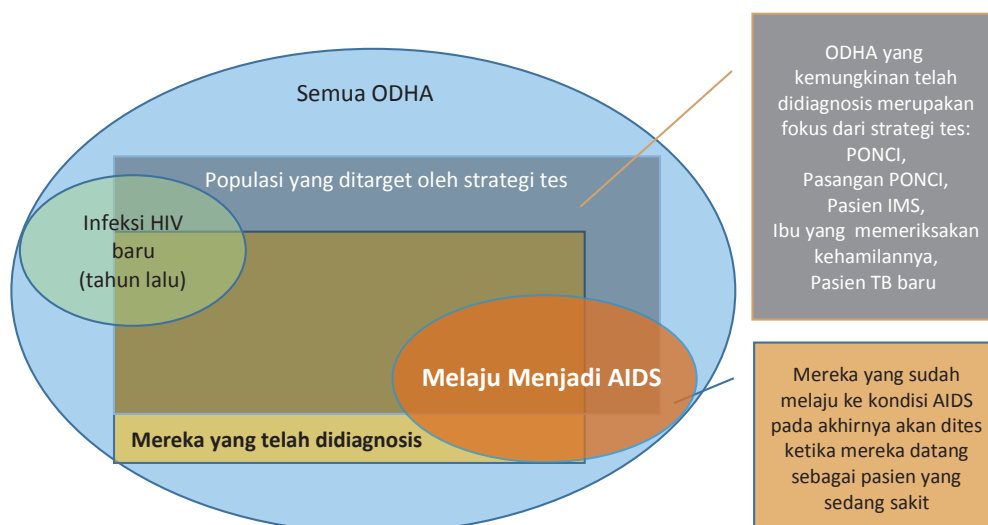 Semua ODHA
Populasi yang ditarget oleh strategi tes
Infeksi HIV
baru
(tahun lalu)
Melaju Menjadi AIDS
Mereka yang telah didiagnosis
ODHA yang
kemungkinan telah
didiagnosis merupakan
fokus dari strategi tes:
PONCI,
Pasangan PONCI,
Pasien IMS,
Ibu yang memeriksakan
kehamilannya,
Pasien TB baru
Mereka yang sudah
melaju ke kondisi AIDS
pada akhirnya akan dites
ketika mereka datang
sebagai pasien yang
sedang sakit